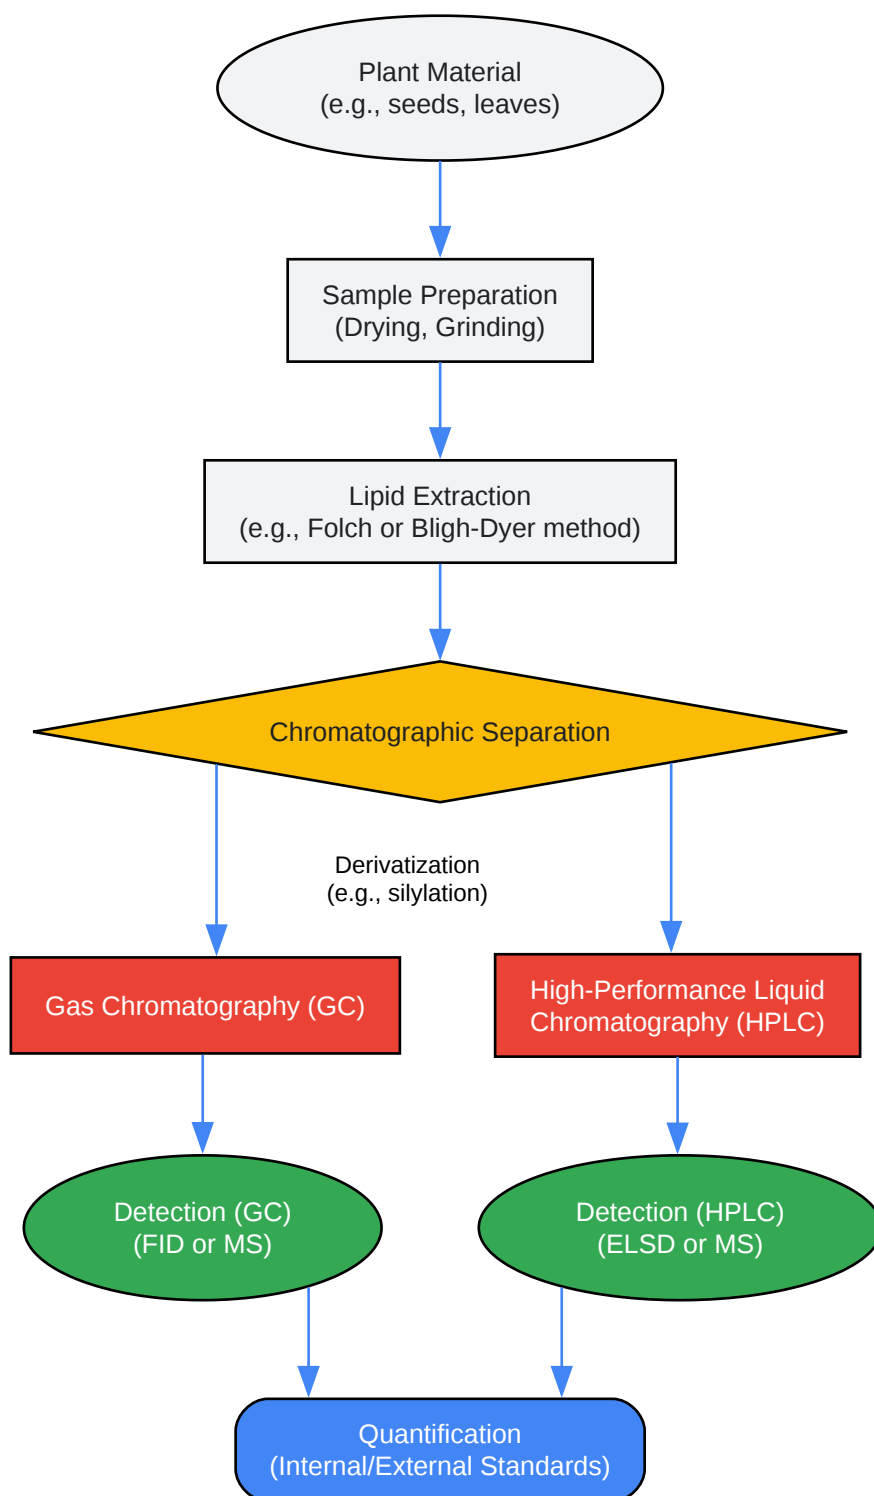 Plant Material
(e.g., seeds, leaves)
Sample Preparation
(Drying, Grinding)
Lipid Extraction
(e.g., Folch or Bligh-Dyer method)
Chromatographic Separation
Derivatization
(e.g., silylation)
Gas Chromatography (GC)
High-Performance Liquid
Chromatography (HPLC)
Detection (GC)
(FID or MS)
Detection (HPLC)
(ELSD or MS)
Quantification
(Internal/External Standards)